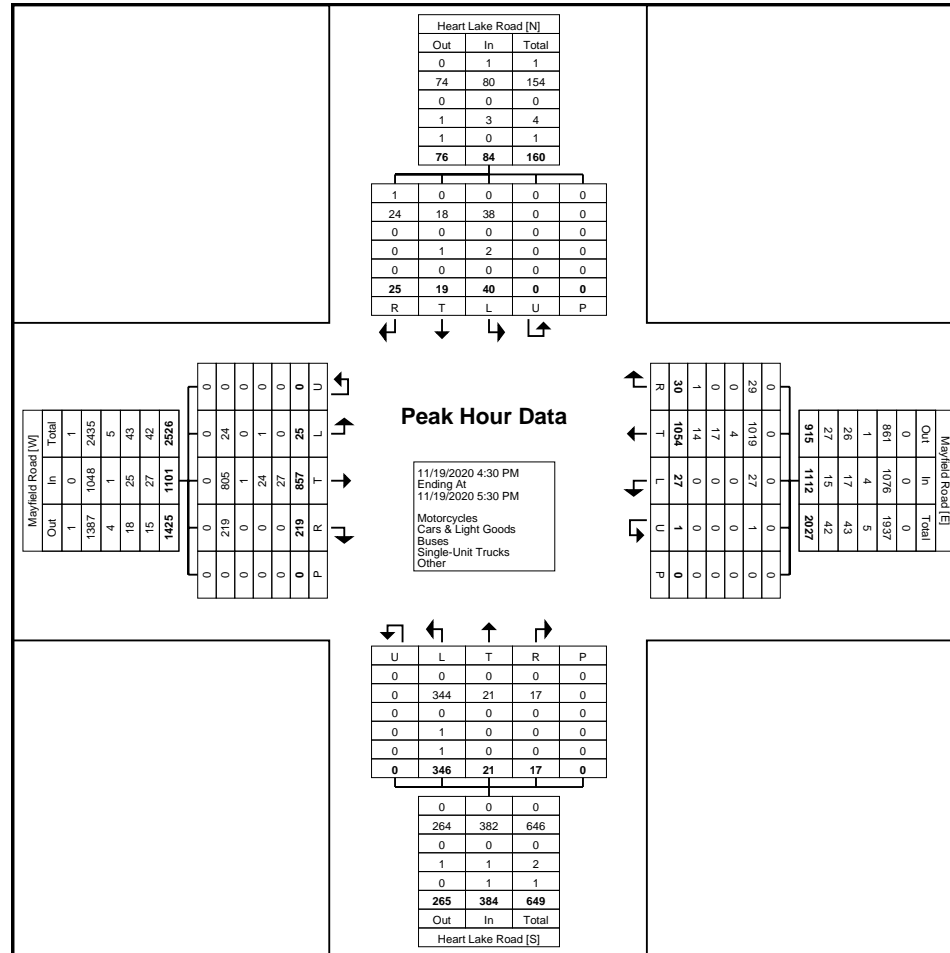 Heart Lake Road [N]
Out In Total
0 1 1
74 80 154
0 0 0
1 3 4
1 0 1
76 84 160
1 0 0 0 0
24 18 38 0 0
0 0 0 0 0
0 1 2 0 0
0 0 0 0 0
25 19 40 0 0
R T L U P
Mayfield Road [W]
Total In Out
1 0 1
2435 1048 1387
5 1 4
43 25 18
42 27 15
2526 1101 1425
0 0 0 0 0
0 24 805 219 0
0 0 1 0 0
0 1 24 0 0
0 0 27 0 0
0 25 857 219 0
U L T R P
Peak Hour Data
11/19/2020 4:30 PM
Ending At
11/19/2020 5:30 PM
Motorcycles
Cars & Light Goods
Buses
Single-Unit Trucks
Other
Mayfield Road [E]
Out In Total
0 0 0
861 1076 1937
1 4 5
26 17 43
27 15 42
915 1112 2027
0 0 0 0 0
29 1019 27 1 0
0 4 0 0 0
0 17 0 0 0
1 14 0 0 0
30 1054 27 1 0
R T L U P
U L T R P
0 0 0 0 0
0 344 21 17 0
0 0 0 0 0
0 1 0 0 0
0 1 0 0 0
0 346 21 17 0
0 0 0
264 382 646
0 0 0
1 1 2
0 1 1
265 384 649
Out In Total
Heart Lake Road [S]